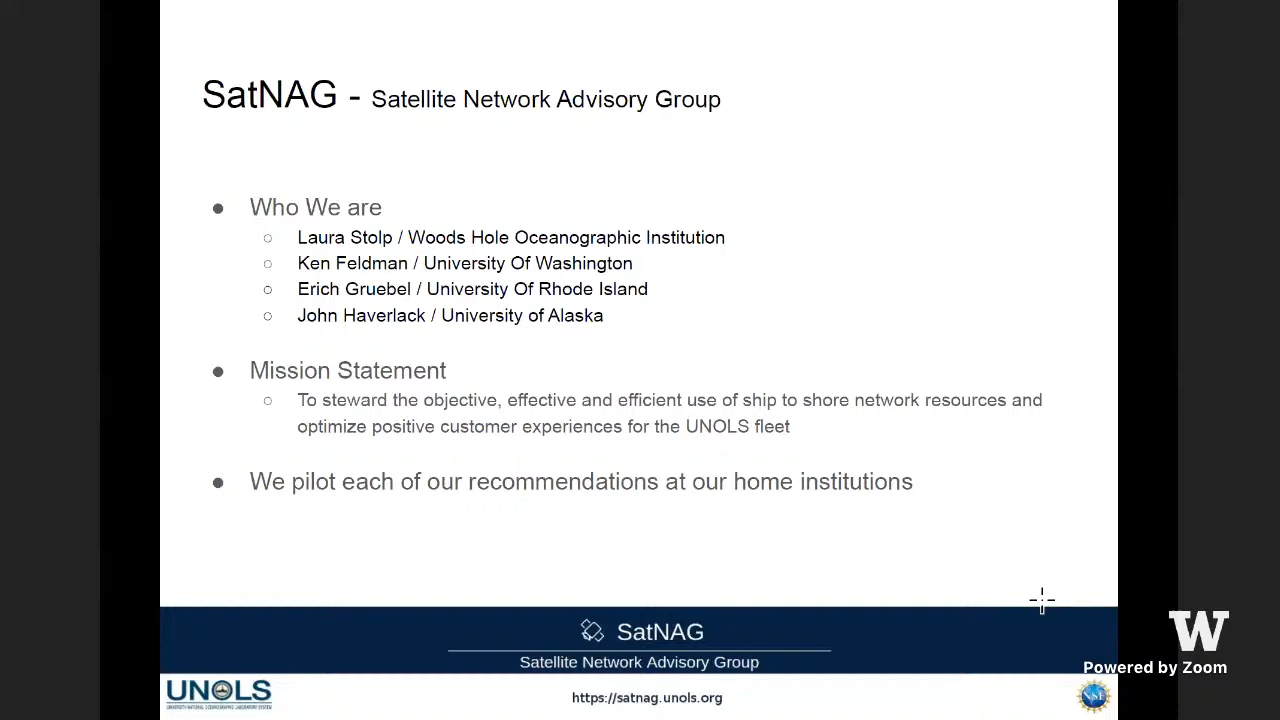 SatNAG - Satellite Network Advisory Group
● Who We are
○ Laura Stolp / Woods Hole Oceanographic Institution
○ Ken Feldman / University Of Washington
○ Erich Gruebel / University Of Rhode Island
○ John Haverlack / University of Alaska
● Mission Statement
○ To steward the objective, effective and efficient use of ship to shore network resources and
optimize positive customer experiences for the UNOLS fleet
● We pilot each of our recommendations at our home institutions
SatNAG
Satellite Network Advisory Group
W
Powered by Zoom
UNOLS
UNIVERSITY-NATIONAL OCEANOGRAPHIC LABORATORY SYSTEM
https://satnag.unols.org
NSF